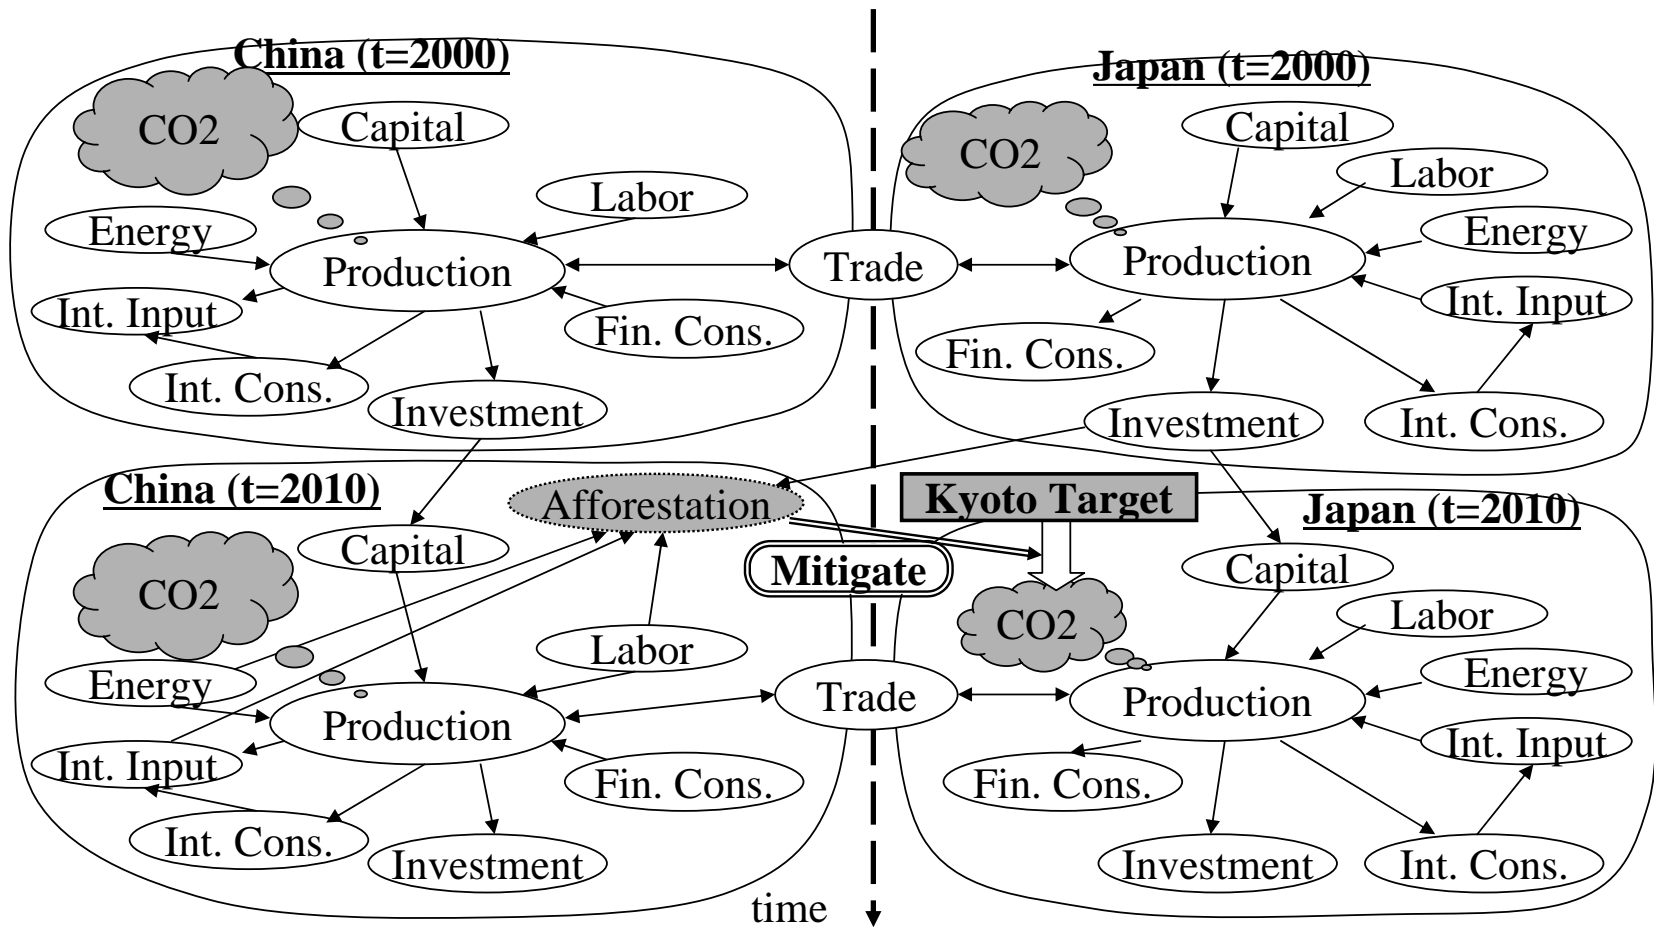 China (t=2000)
CO2
Capital
Labor
Energy
Production
Int. Input
Fin. Cons.
Int. Cons.
Investment
Trade
Japan (t=2000)
CO2
Capital
Labor
Energy
Production
Int. Input
Fin. Cons.
Investment
Int. Cons.
China (t=2010)
Afforestation
Kyoto Target
Mitigate
Capital
CO2
Labor
Energy
Production
Int. Input
Fin. Cons.
Int. Cons.
Investment
Trade
Japan (t=2010)
Capital
CO2
Labor
Energy
Production
Int. Input
Fin. Cons.
Investment
Int. Cons.
time